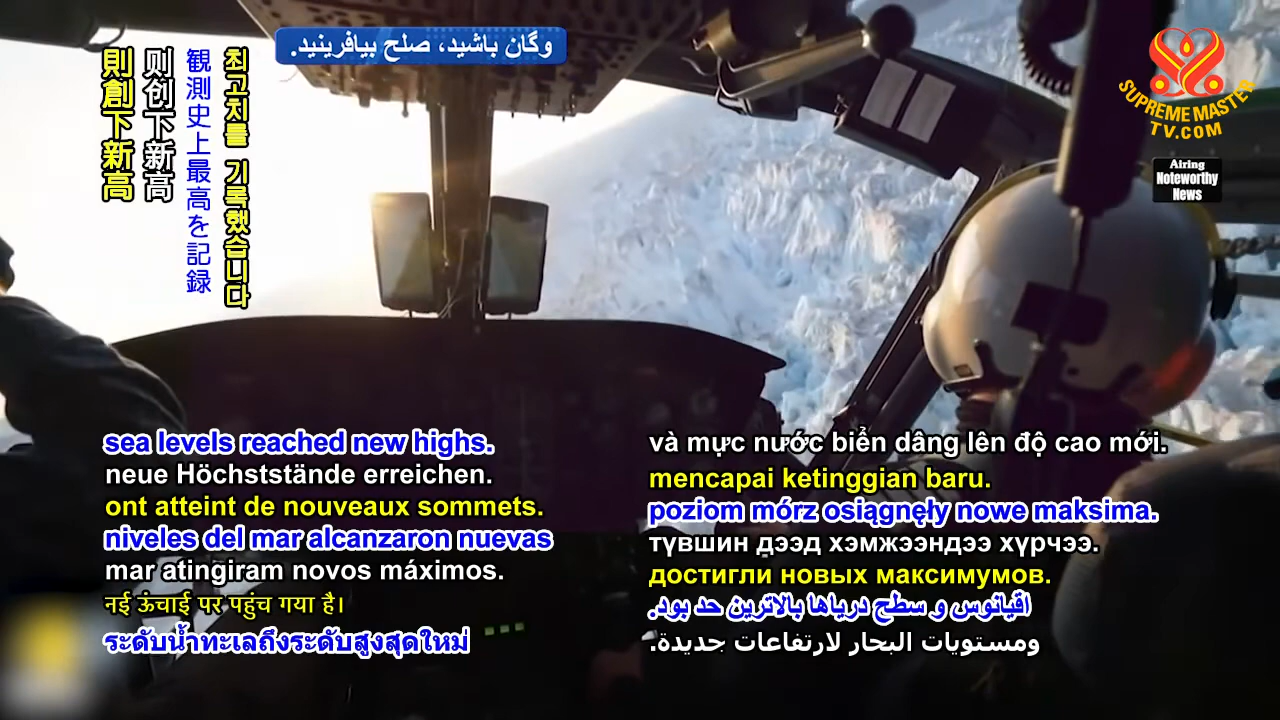 وگان باشید، صلح بیافرینید.
SUPREME MASTER
TV.COM
Airing
Noteworthy
News
則創下新高
则创下新高
観測史上最高を記録
최고치를 기록했습니다
sea levels reached new highs.
neue Höchststände erreichen.
ont atteint de nouveaux sommets.
niveles del mar alcanzaron nuevas
mar atingiram novos máximos.
नई ऊंचाई पर पहुंच गया है।
ระดับน้ำทะเลถึงระดับสูงสุดใหม่
và mực nước biển dâng lên độ cao mới.
mencapai ketinggian baru.
poziom mórz osiągnęły nowe maksima.
түвшин дээд хэмжээндээ хүрчээ.
достигли новых максимумов.
اقیانوس و سطح دریاها بالاترین حد بود.
ومستويات البحار لارتفاعات جديدة.